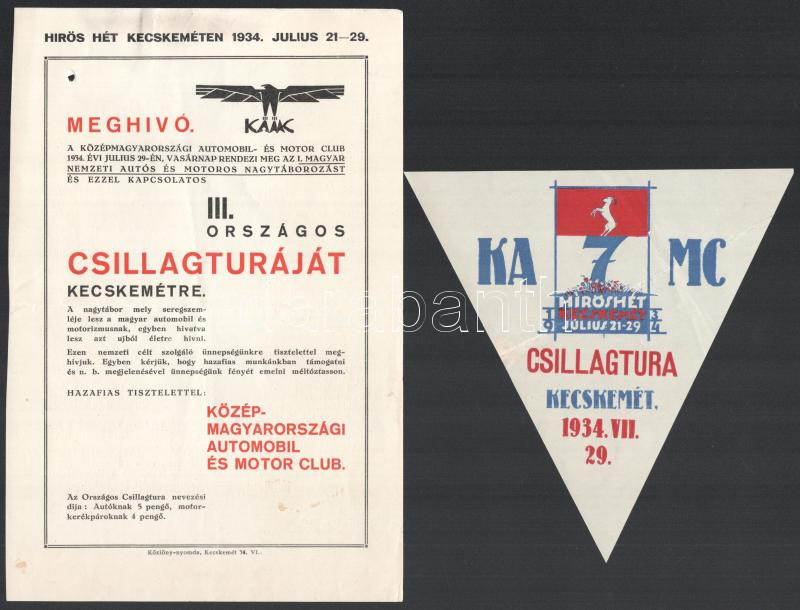 HIRÖS HÉT KECSKEMÉTEN 1934. JULIUS 21—29.
KAMC
MEGHIVÓ.
A KÖZÉPMAGYARORSZÁGI AUTOMOBIL- ÉS MOTOR CLUB
1934. ÉVI JULIUS 29-ÉN, VASÁRNAP RENDEZI MEG AZ I. MAGYAR
NEMZETI AUTÓS ÉS MOTOROS NAGYTÁBOROZÁST
ÉS EZZEL KAPCSOLATOS
III.
ORSZÁGOS
CSILLAGTURÁJÁT
KECSKEMÉTRE.
A nagytábor mely seregszem-
léje lesz a magyar automobil és
motorizmusnak, egyben hivatva
lesz azt ujból életre hivni.
Ezen nemzeti célt szolgáló ünnepségünkre tisztelettel meg-
hivjuk. Egyben kérjük, hogy hazafias munkánkban támogatni
és n. b. megjelenésével ünnepségünk fényét emelni méltóztasson.
HAZAFIAS TISZTELETTEL:
KÖZÉP-
MAGYARORSZÁGI
AUTOMOBIL
ÉS MOTOR CLUB.
Az Országos Csillagtura nevezési
dija: Autóknak 5 pengő, motor-
kerékpároknak 4 pengő.
Közlöny-nyomda, Kecskemét 34. VI.
KA 7 MC
HIRÖSHÉT
KECSKEMÉT
19 34
JÚLIUS 21-29
CSILLAGTURA
KECSKEMÉT,
1934. VII.
29.